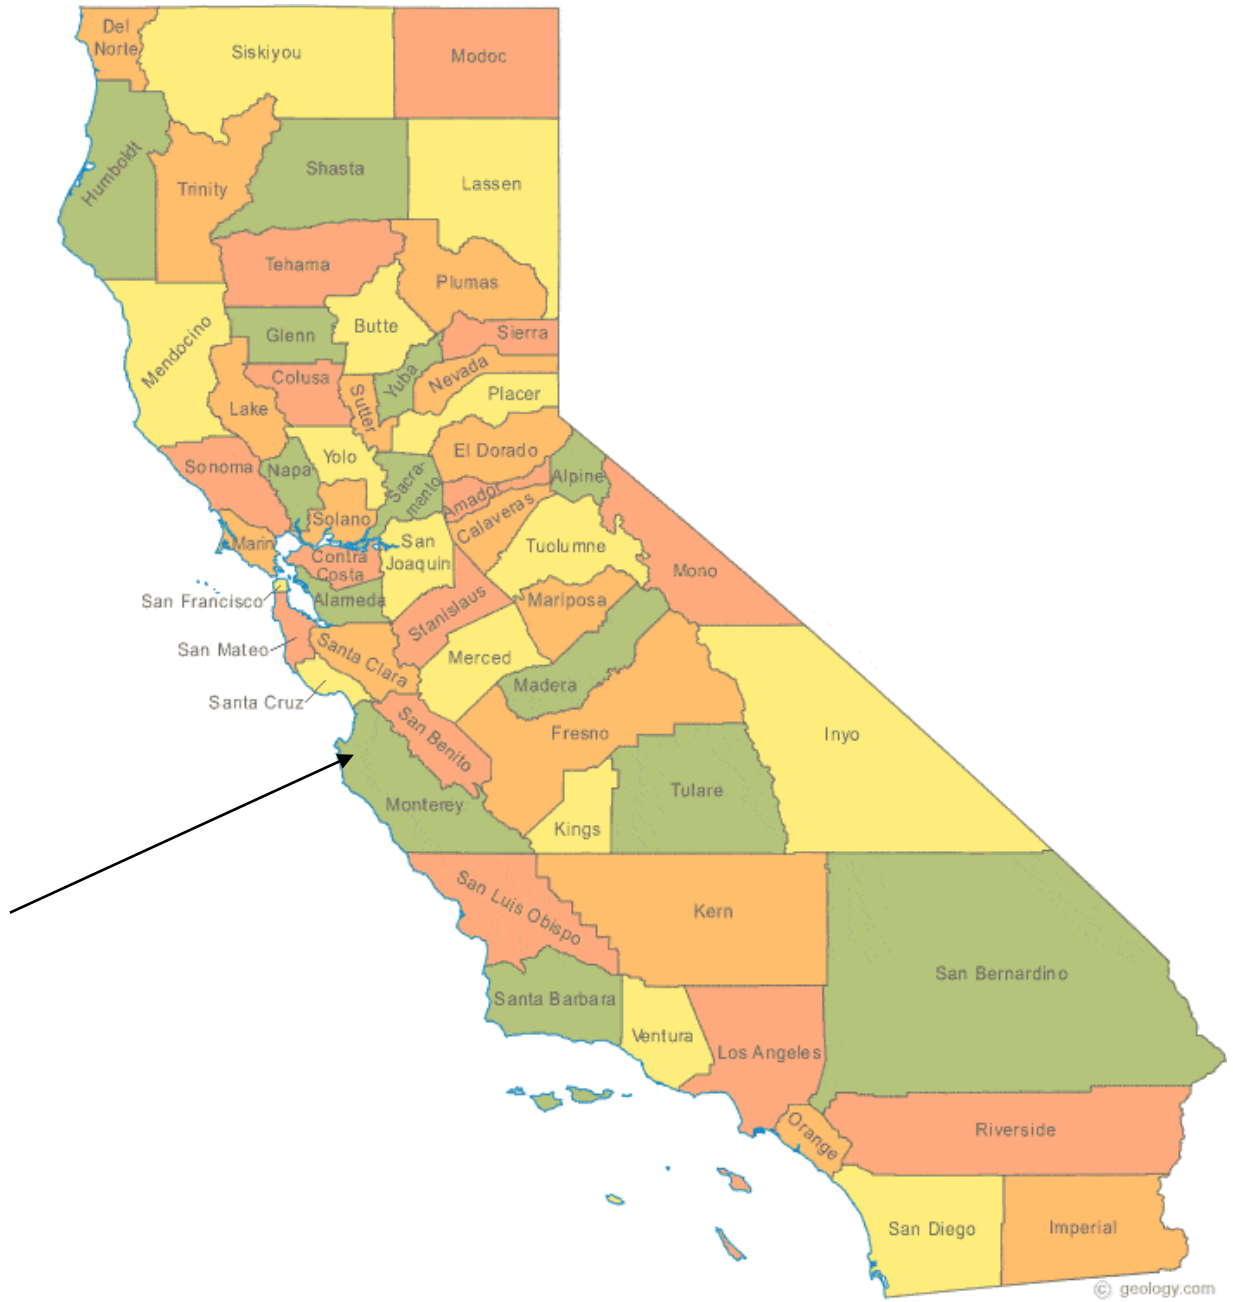 Del
Norte
Siskiyou
Modoc
Humboldt
Trinity
Shasta
Lassen
Tehama
Plumas
Mendocino
Glenn
Butte
Sierra
Colusa
Lake
Sutter
Yuba
Nevada
Placer
Sonoma
Napa
Yolo
Sacra-
mento
El Dorado
Alpine
Amador
Calaveras
Solano
Marin
Contra
Costa
San
Joaquin
Tuolumne
Mono
San Francisco
Alameda
Stanislaus
Mariposa
San Mateo
Santa Clara
Merced
Madera
Santa Cruz
San Benito
Fresno
Inyo
Monterey
Kings
Tulare
San Luis Obispo
Kern
San Bernardino
Santa Barbara
Ventura
Los Angeles
Orange
Riverside
San Diego
Imperial
© geology.com